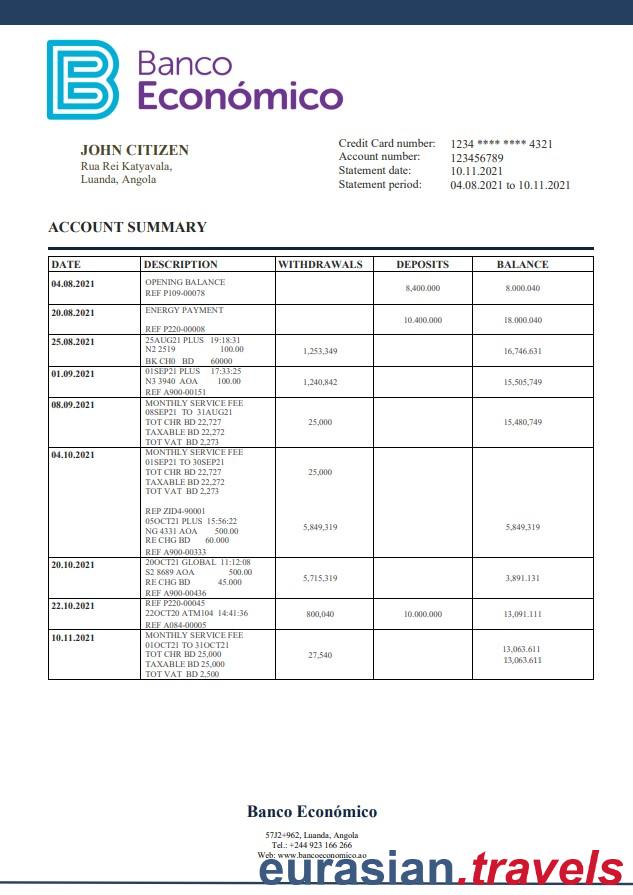 Banco
Económico
JOHN CITIZEN
Rua Rei Katyavala,
Luanda, Angola
Credit Card number: 1234 **** **** 4321
Account number: 123456789
Statement date: 10.11.2021
Statement period: 04.08.2021 to 10.11.2021
ACCOUNT SUMMARY
DATE DESCRIPTION WITHDRAWALS DEPOSITS BALANCE
04.08.2021 OPENING BALANCE
REF P109-00078
8,400.000 8.000.040
20.08.2021 ENERGY PAYMENT
REF P220-00008
10.400.000 18.000.040
25.08.2021 25AUG21 PLUS 19:18:31
N2 2519 100.00
BK CH0 BD 60000
1,253,349 16,746.631
01.09.2021 01SEP21 PLUS 17:33:25
N3 3940 AOA 100.00
REF A900-00151
1,240,842 15,505,749
08.09.2021 MONTHLY SERVICE FEE
08SEP21 TO 31AUG21
TOT CHR BD 22,727
TAXABLE BD 22,272
TOT VAT BD 2,273
25,000 15,480,749
04.10.2021 MONTHLY SERVICE FEE
01SEP21 TO 30SEP21
TOT CHR BD 22,727
TAXABLE BD 22,272
TOT VAT BD 2,273
25,000
REP ZID4-90001
05OCT21 PLUS 15:56:22
NG 4331 AOA 500.00
RE CHG BD 60.000
REF A900-00333
5,849,319 5,849,319
20.10.2021 20OCT21 GLOBAL 11:12:08
S2 8689 AOA 500.00
RE CHG BD 45.000
REF A900-00436
5,715,319 3,891.131
22.10.2021 REF P220-00045
22OCT20 ATM104 14:41:36
REF A084-00005
800,040 10.000.000 13,091.111
10.11.2021 MONTHLY SERVICE FEE
01OCT21 TO 31OCT21
TOT CHR BD 25,000
TAXABLE BD 25,000
TOT VAT BD 2,500
27,540 13,063.611
13,063.611
Banco Económico
57J2+962, Luanda, Angola
Tel.: +244 923 166 266
Web: www.bancoeconomico.ao
eurasian.travels